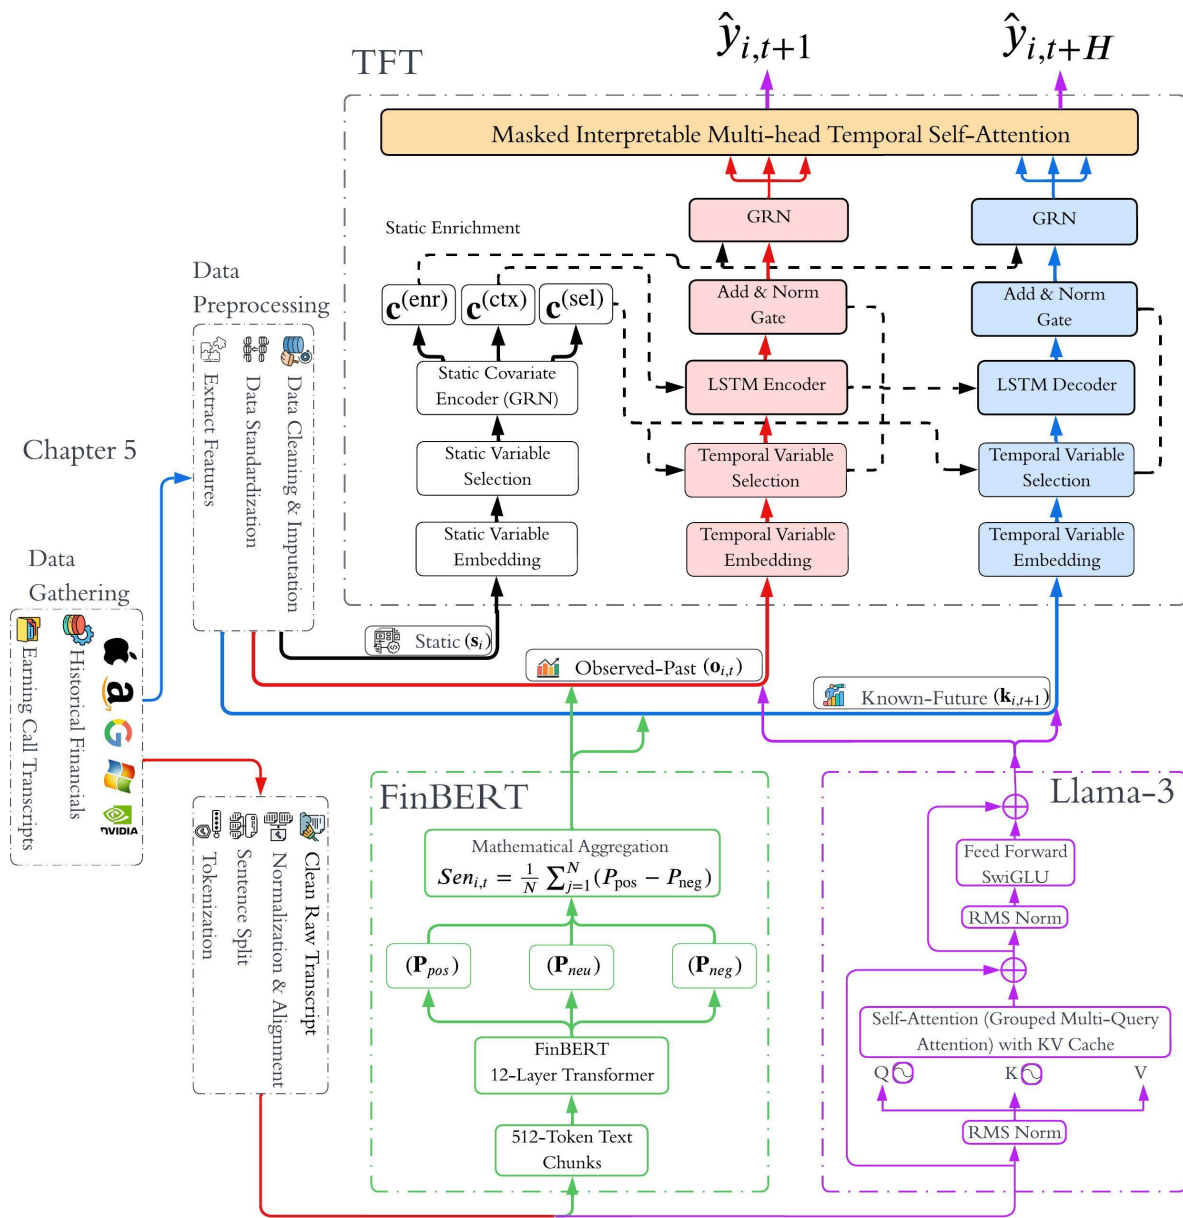 ŷi,t+1
ŷi,t+H
TFT
Masked Interpretable Multi-head Temporal Self-Attention
GRN
GRN
Static Enrichment
c(enr)
c(ctx)
c(sel)
Add & Norm
Gate
Add & Norm
Gate
Static Covariate
Encoder (GRN)
LSTM Encoder
LSTM Decoder
Static Variable
Selection
Temporal Variable
Selection
Temporal Variable
Selection
Static Variable
Embedding
Temporal Variable
Embedding
Temporal Variable
Embedding
Data
Preprocessing
Data Cleaning & Imputation
Data Standardization
Extract Features
Chapter 5
Data
Gathering
Historical Financials
Earning Call Transcripts
a
G
NVIDIA
Static (si)
Observed-Past (oi,t)
Known-Future (ki,t+1)
Clean Raw Transcript
Normalization & Alignment
Sentence Split
Tokenization
FinBERT
Mathematical Aggregation
Seni,t = 1/N ∑j=1N (Ppos − Pneg)
(Ppos)
(Pneu)
(Pneg)
FinBERT
12-Layer Transformer
512-Token Text
Chunks
Llama-3
Feed Forward
SwiGLU
RMS Norm
Self-Attention (Grouped Multi-Query
Attention) with KV Cache
Q
K
V
RMS Norm